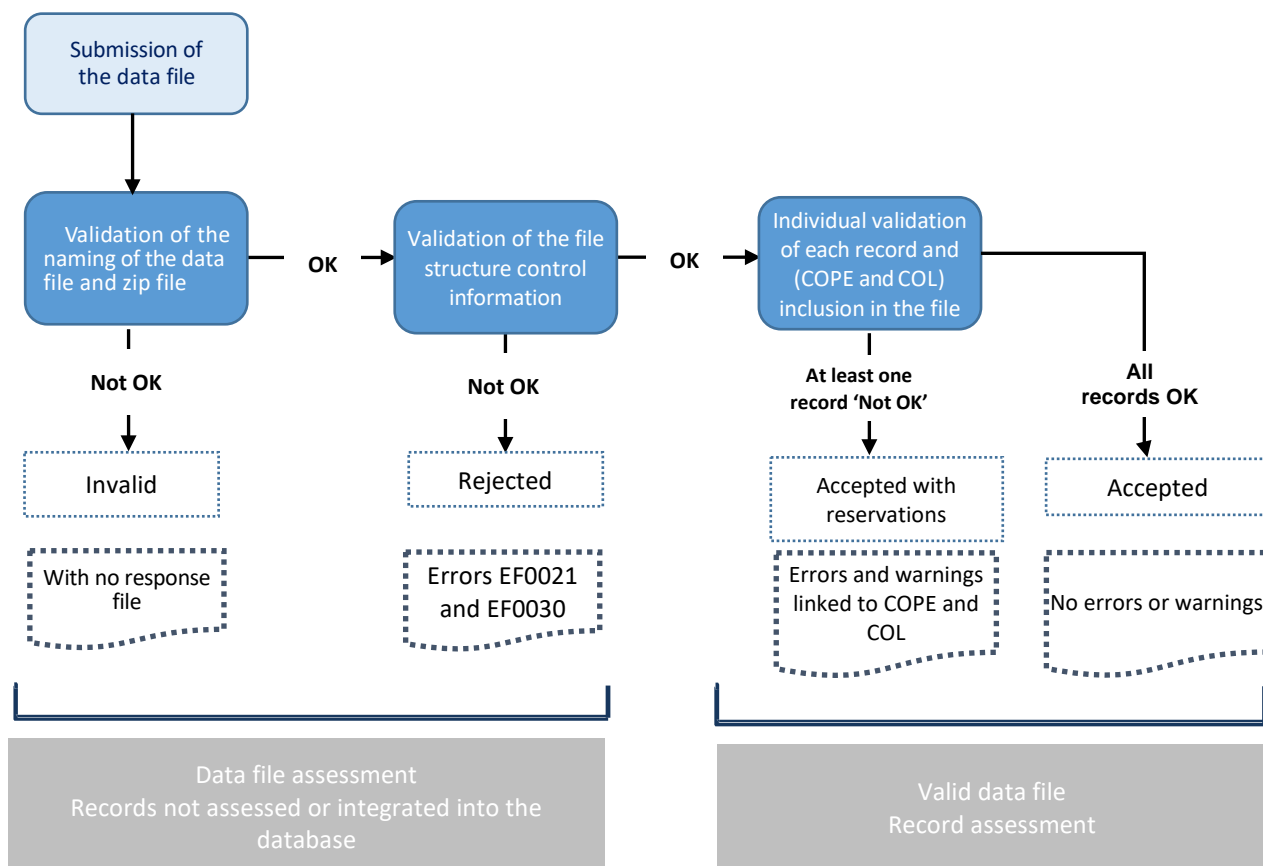 Submission of
the data file
Validation of the
naming of the data
file and zip file
OK
Validation of the file
structure control
information
OK
Individual validation
of each record and
(COPE and COL)
inclusion in the file
Not OK
Not OK
At least one
record ‘Not OK’
All
records OK
Invalid
Rejected
Accepted with
reservations
Accepted
With no response
file
Errors EF0021
and EF0030
Errors and warnings
linked to COPE and
COL
No errors or warnings
Data file assessment
Records not assessed or integrated into the
database
Valid data file
Record assessment